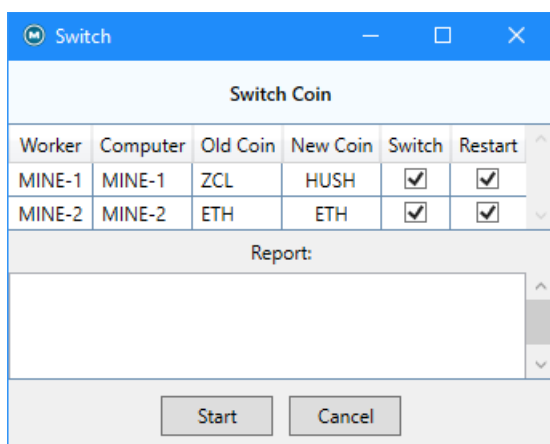 Switch
Switch Coin
Worker Computer Old Coin New Coin Switch Restart
MINE-1 MINE-1 ZCL HUSH
MINE-2 MINE-2 ETH ETH
Report:
Start Cancel